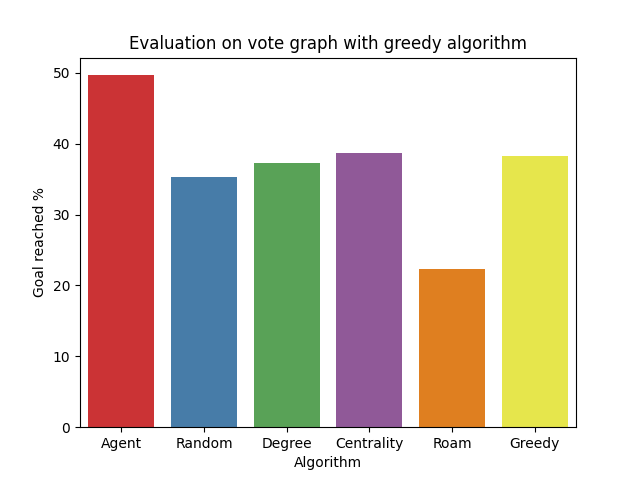 Evaluation on vote graph with greedy algorithm
Goal reached %
50
40
30
20
10
0
Agent Random Degree Centrality Roam Greedy
Algorithm